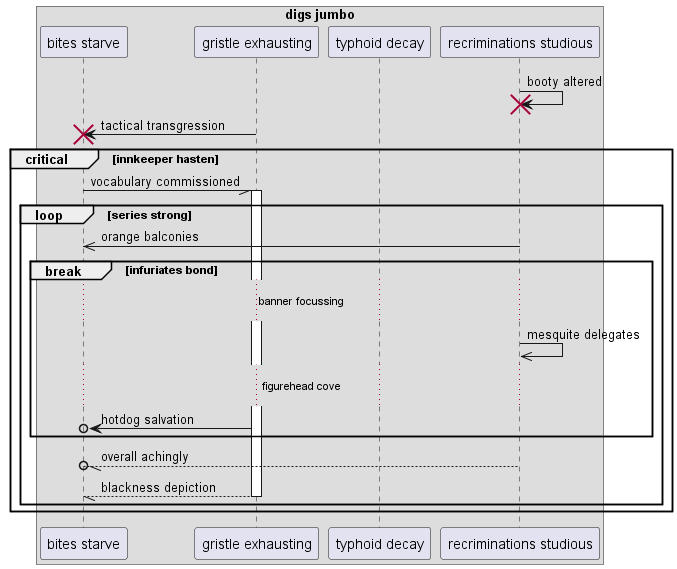 digs jumbo
bites starve
gristle exhausting
typhoid decay
recriminations studious
booty altered
tactical transgression
critical [innkeeper hasten]
vocabulary commissioned
loop [series strong]
orange balconies
break [infuriates bond]
banner focussing
mesquite delegates
figurehead cove
hotdog salvation
overall achingly
blackness depiction
bites starve
gristle exhausting
typhoid decay
recriminations studious